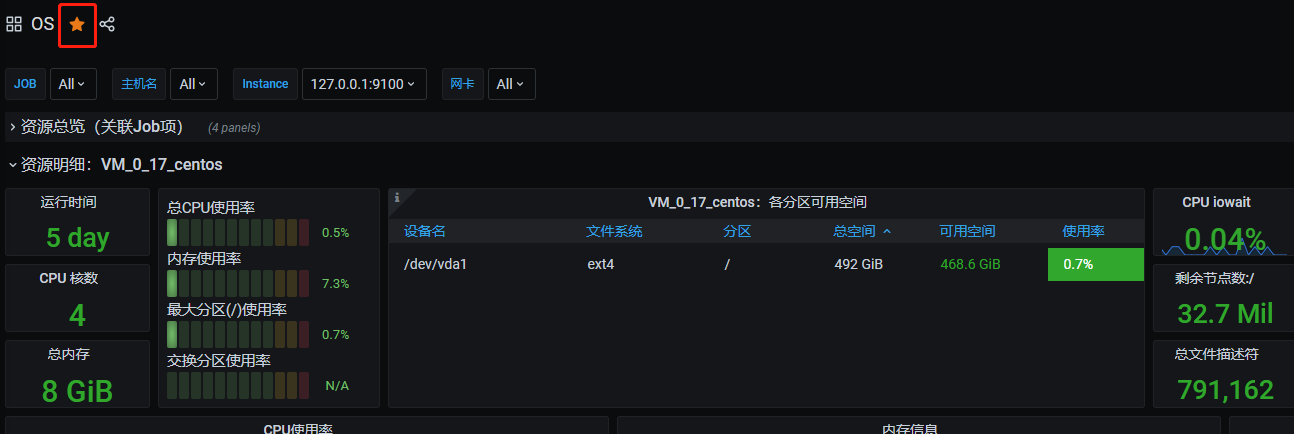 OS
JOB All 主机名 All Instance 127.0.0.1:9100 网卡 All
资源总览（关联Job项） (4 panels)
资源明细：VM_0_17_centos
运行时间
5 day
CPU 核数
4
总内存
8 GiB
总CPU使用率
0.5%
内存使用率
7.3%
最大分区(/)使用率
0.7%
交换分区使用率
N/A
i
VM_0_17_centos：各分区可用空间
设备名 文件系统 分区 总空间 可用空间 使用率
/dev/vda1 ext4 / 492 GiB 468.6 GiB 0.7%
CPU iowait
0.04%
剩余节点数:/
32.7 Mil
总文件描述符
791,162
CPU使用率
内存信息